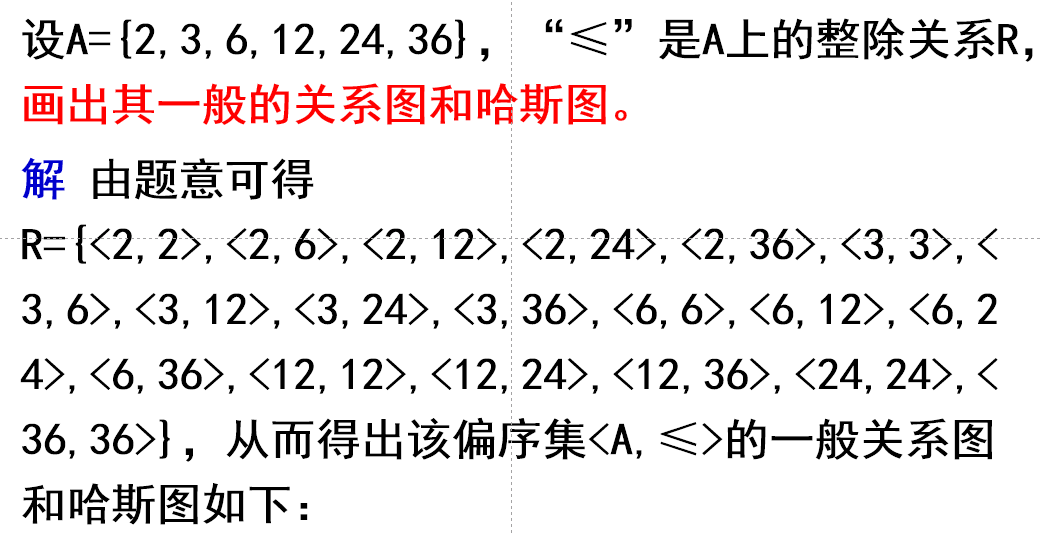 设A={2,3,6,12,24,36}，“≤”是A上的整除关系R，
画出其一般的关系图和哈斯图。
解 由题意可得
R={<2,2>,<2,6>,<2,12>,<2,24>,<2,36>,<3,3>,<
3,6>,<3,12>,<3,24>,<3,36>,<6,6>,<6,12>,<6,2
4>,<6,36>,<12,12>,<12,24>,<12,36>,<24,24>,<
36,36>}，从而得出该偏序集<A,≤>的一般关系图
和哈斯图如下：